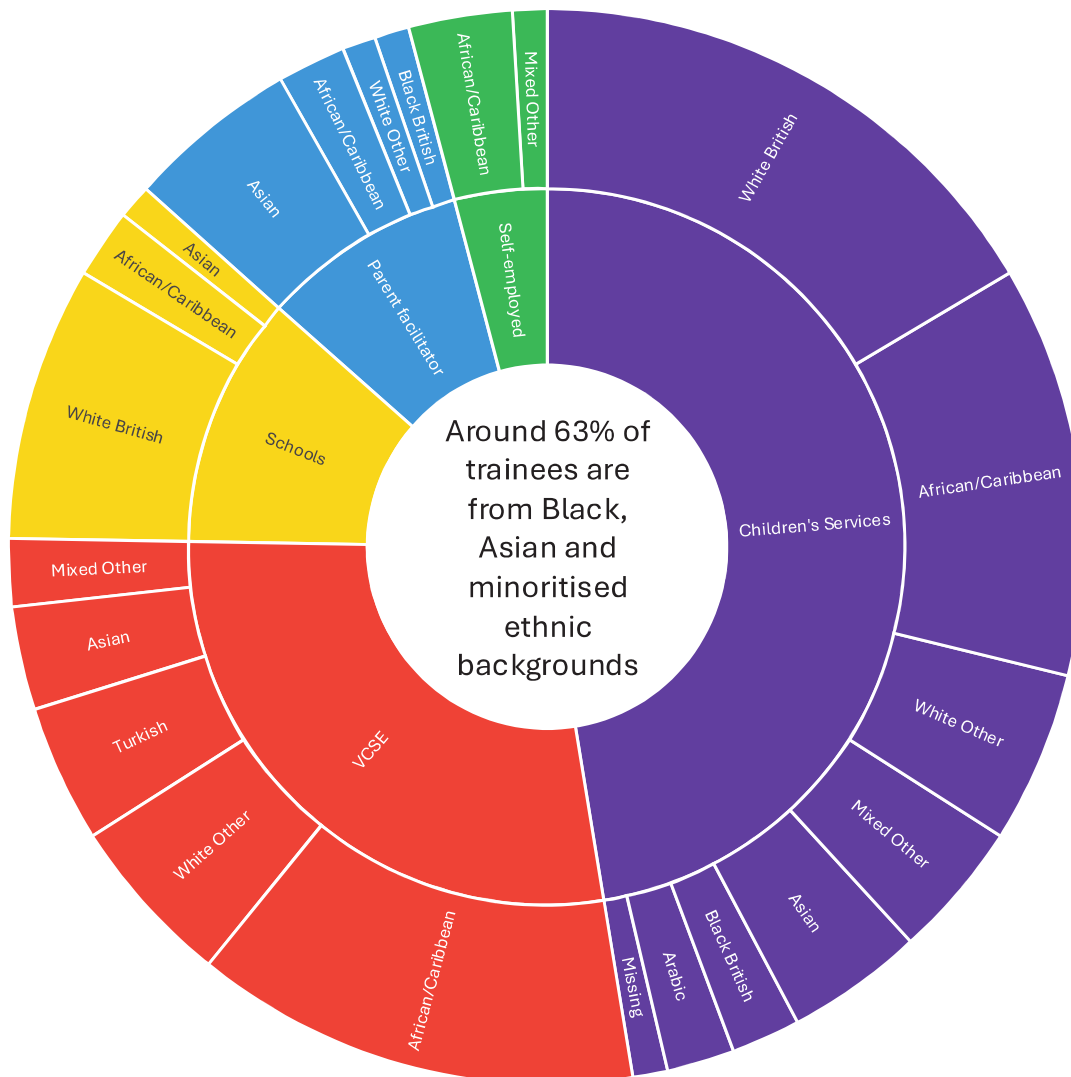 Around 63% of
trainees are
from Black,
Asian and
minoritised
ethnic
backgrounds
Children's Services
White British
African/Caribbean
White Other
Mixed Other
Asian
Black British
Arabic
Missing
VCSE
African/Caribbean
White Other
Turkish
Asian
Mixed Other
Schools
White British
African/Caribbean
Asian
Parent facilitator
Asian
African/Caribbean
White Other
Black British
Self-employed
African/Caribbean
Mixed Other